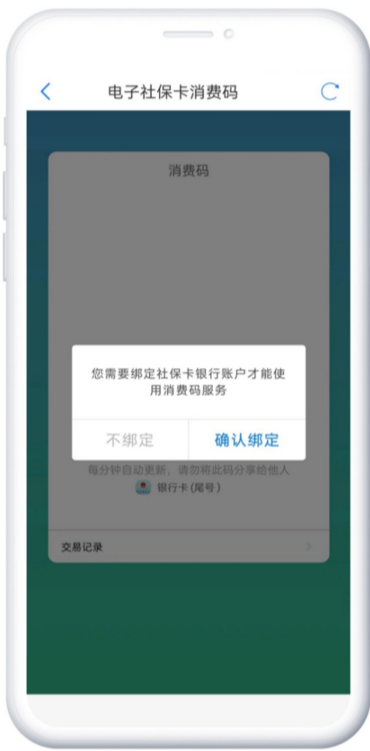 电子社保卡消费码
消费码
您需要绑定社保卡银行账户才能使
用消费码服务
不绑定
确认绑定
每分钟自动更新，请勿将此码分享给他人
银行卡(尾号)
交易记录